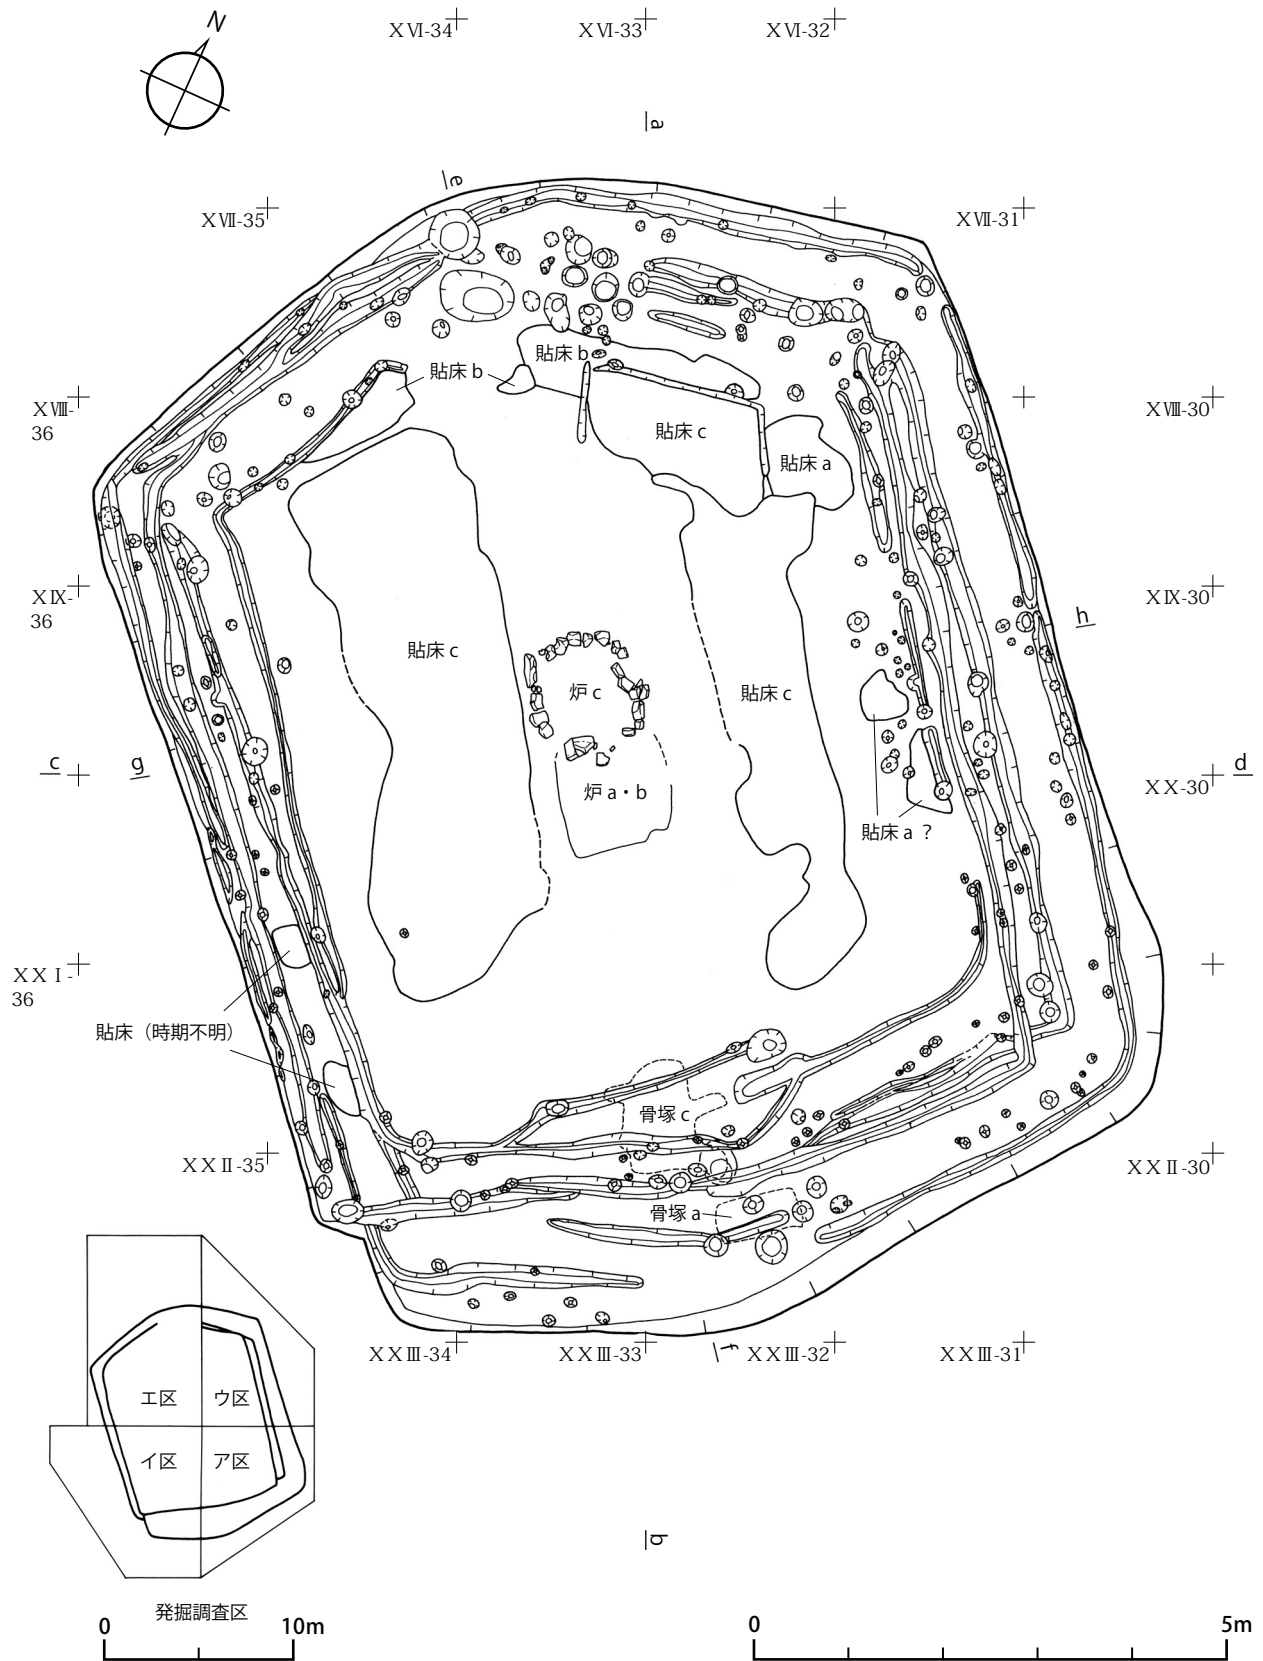 N
XVI-34
XVI-33
XVI-32
a
e
XVII-35
XVII-31
貼床 b
貼床 b
XVIII-
36
XVIII-30
貼床 c
貼床 a
XIX-
36
XIX-30
h
貼床 c
炉 c
貼床 c
c
g
d
XX-30
炉 a・b
貼床 a ?
XXI-
36
貼床（時期不明）
骨塚 c
XXII-35
XXII-30
骨塚 a
XXIII-34
XXIII-33
f
XXIII-32
XXIII-31
エ区
ウ区
イ区
ア区
b
発掘調査区
0
10m
0
5m